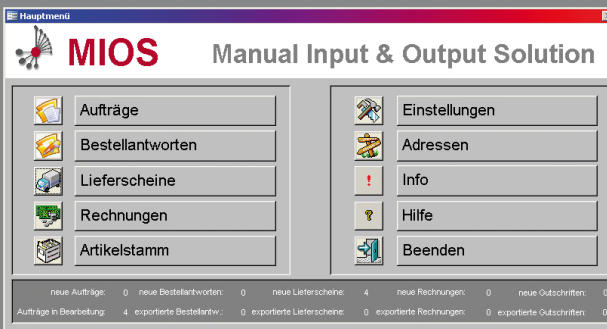 Hauptmenü
MIOS Manual Input & Output Solution
Aufträge
Bestellantworten
Lieferscheine
Rechnungen
Artikelstamm
Einstellungen
Adressen
! Info
? Hilfe
Beenden
neue Aufträge: 0 neue Bestellantworten: 0 neue Lieferscheine: 4 neue Rechnungen: 0 neue Gutschriften: 0
Aufträge in Bearbeitung: 4 exportierte Bestellantw.: 0 exportierte Lieferscheine: 0 exportierte Rechnungen: 0 exportierte Gutschriften: 0